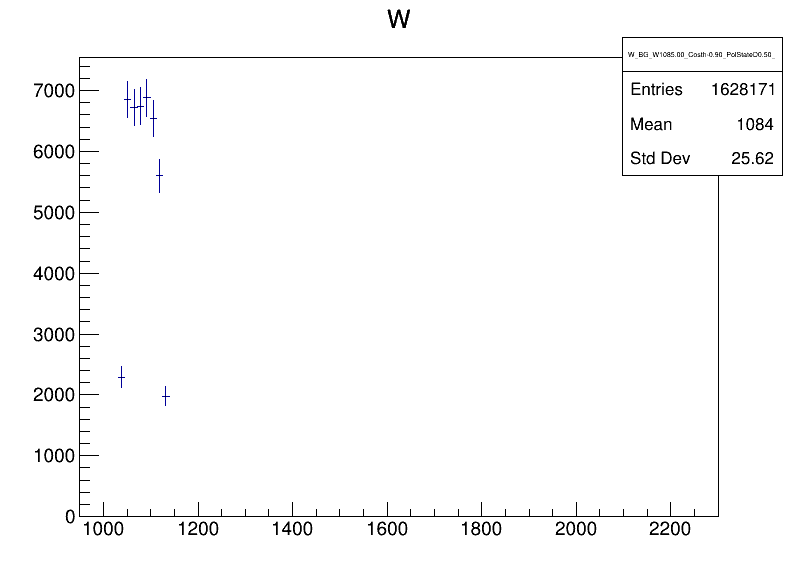 W
W_BG_W1085.00_Costh-0.90_PolStateD0.50_
Entries 1628171
Mean 1084
Std Dev 25.62
7000
6000
5000
4000
3000
2000
1000
0
1000 1200 1400 1600 1800 2000 2200